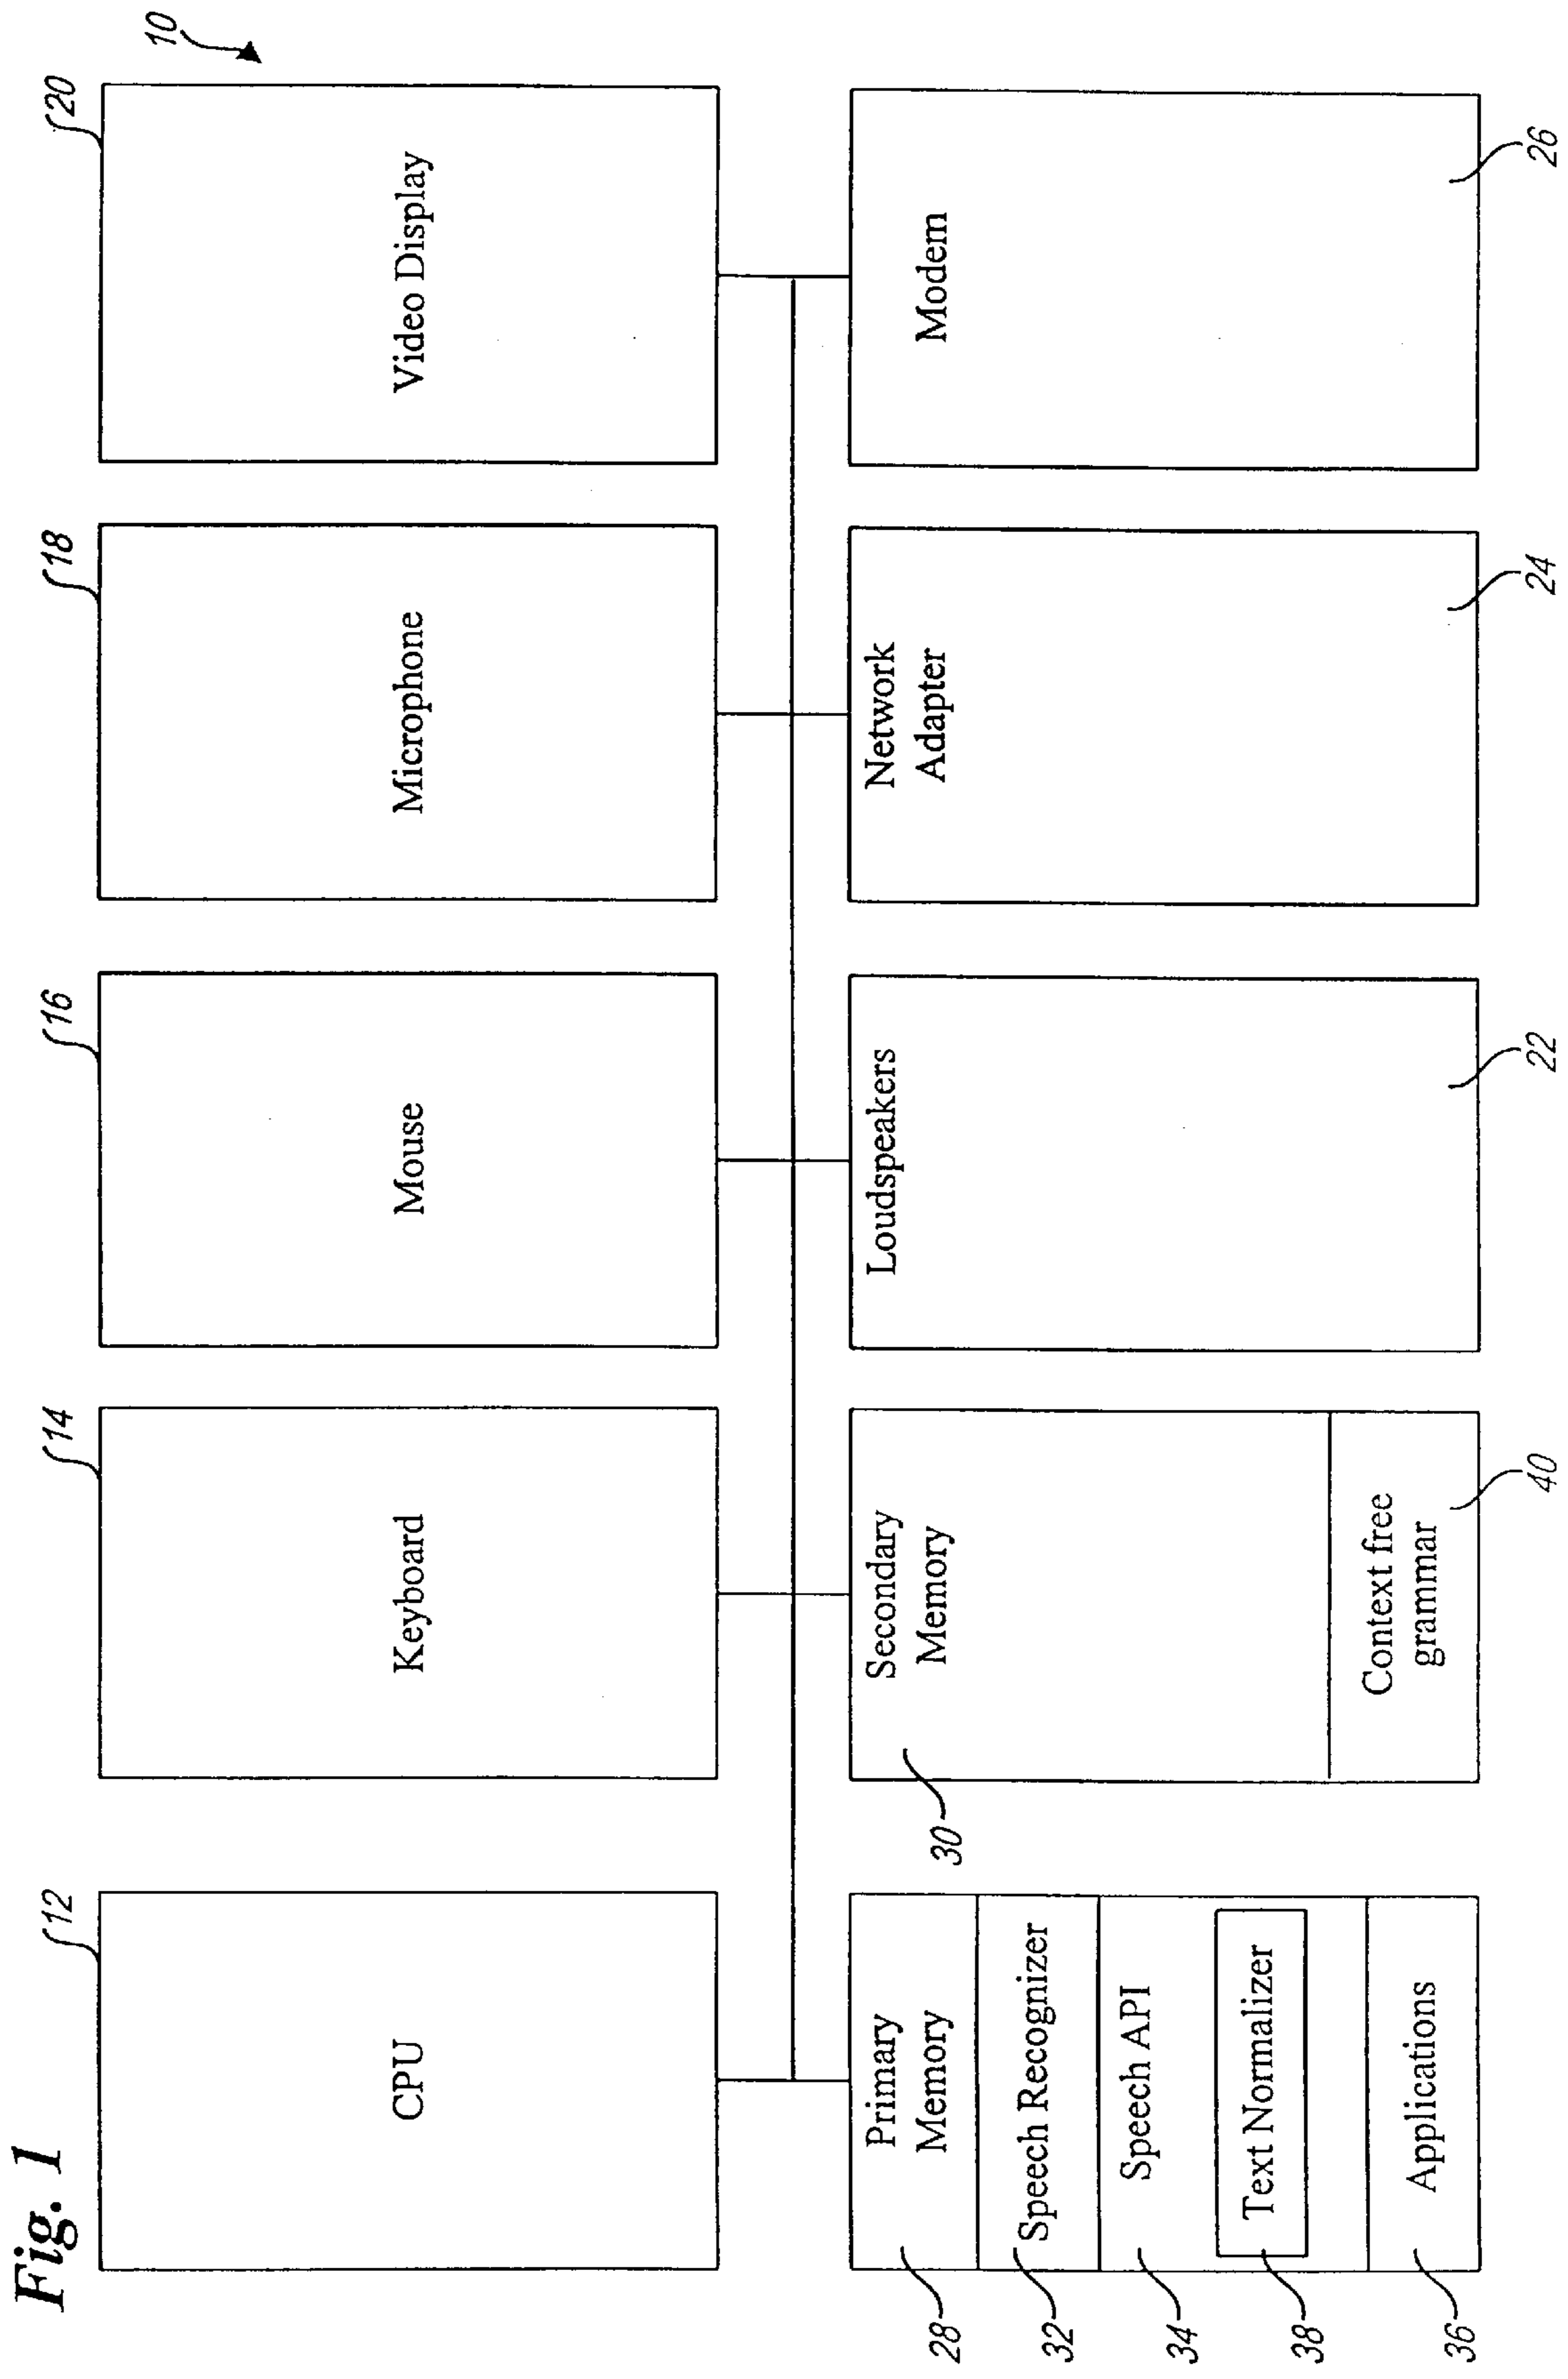 Fig. 1
10
12
14
16
18
20
CPU
Keyboard
Mouse
Microphone
Video Display
28
Primary
Memory
32
Speech Recognizer
34
Speech API
38
Text Normalizer
36
Applications
30
Secondary
Memory
Context free
grammar
40
Loudspeakers
22
Network
Adapter
24
Modem
26